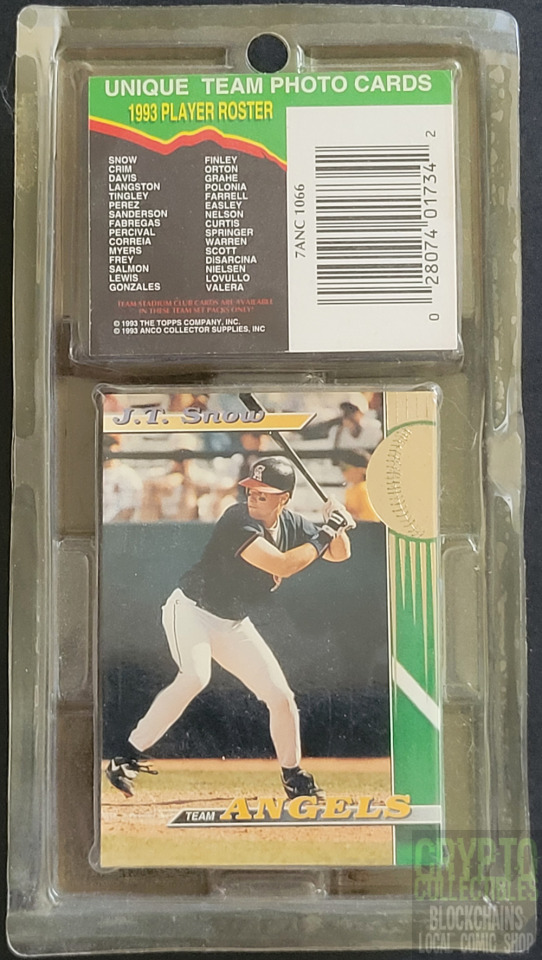 UNIQUE TEAM PHOTO CARDS
1993 PLAYER ROSTER
SNOW
CRIM
DAVIS
LANGSTON
TINGLEY
PEREZ
SANDERSON
FABREGAS
PERCIVAL
CORREIA
MYERS
FREY
SALMON
LEWIS
GONZALES
FINLEY
ORTON
GRAHE
POLONIA
FARRELL
EASLEY
NELSON
CURTIS
SPRINGER
WARREN
SCOTT
DISARCINA
NIELSEN
LOVULLO
VALERA
TEAM STADIUM CLUB CARDS ARE AVAILABLE
IN THESE TEAM SET PACKS ONLY!
© 1993 THE TOPPS COMPANY, INC.
© 1993 ANCO COLLECTOR SUPPLIES, INC
7ANC 1066
0 28074 01734 2
J.T. Snow
TEAM ANGELS
CRYPTO
COLLECTIBLES
BLOCKCHAINS
LOCAL COMIC SHOP